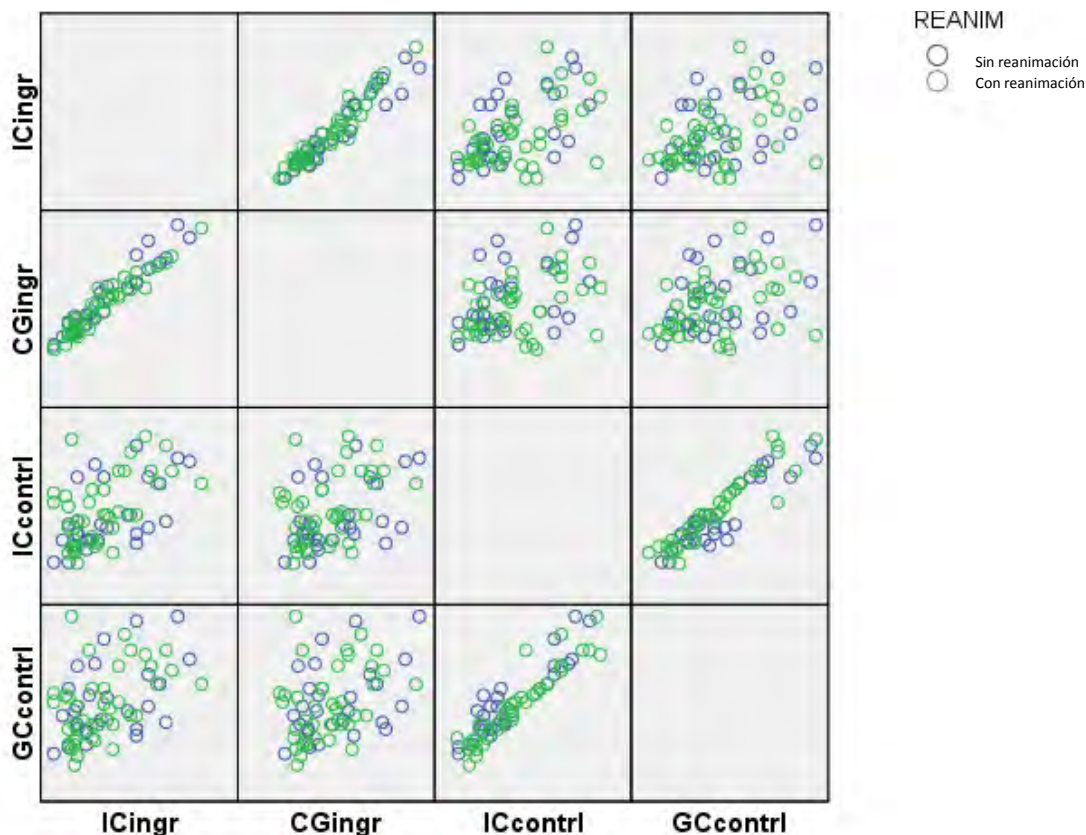 REANIM
Sin reanimación
Con reanimación
ICingr
CGingr
ICcontrl
GCcontrl
ICingr
CGingr
ICcontrl
GCcontrl